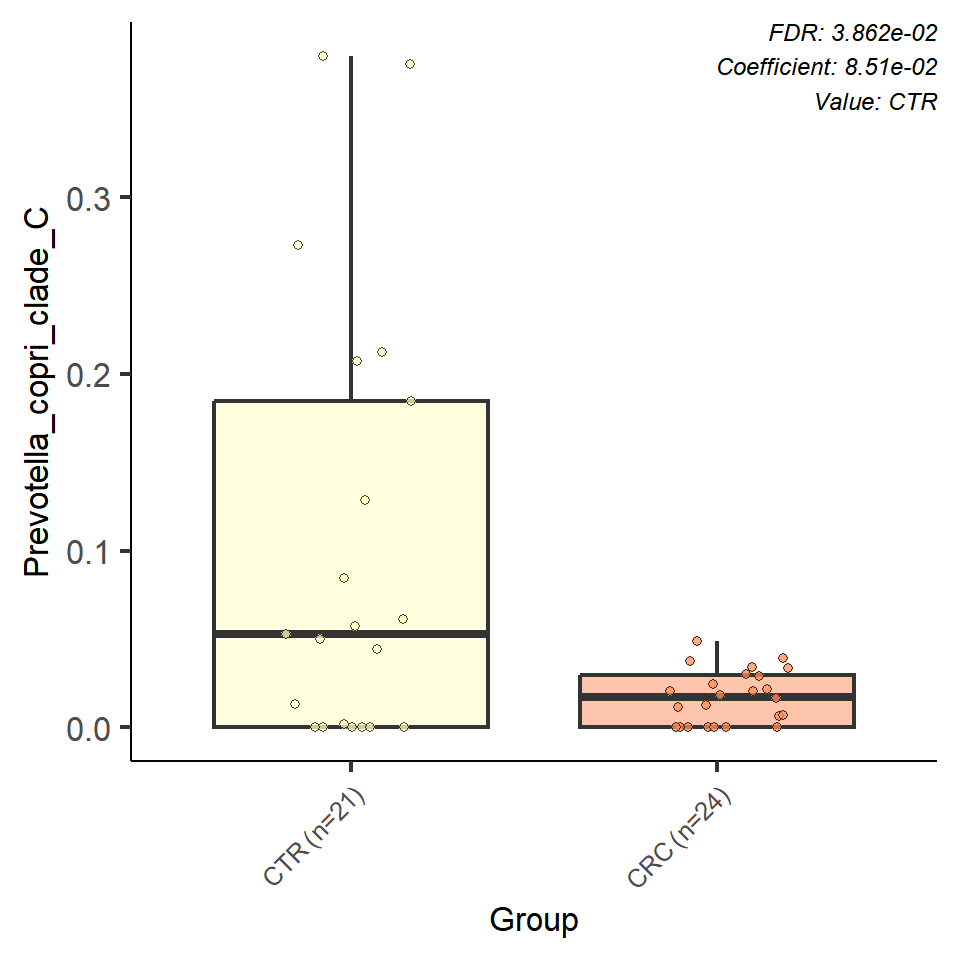 FDR: 3.862e-02
Coefficient: 8.51e-02
Value: CTR
Prevotella_copri_clade_C
0.3
0.2
0.1
0.0
CTR (n=21)
CRC (n=24)
Group